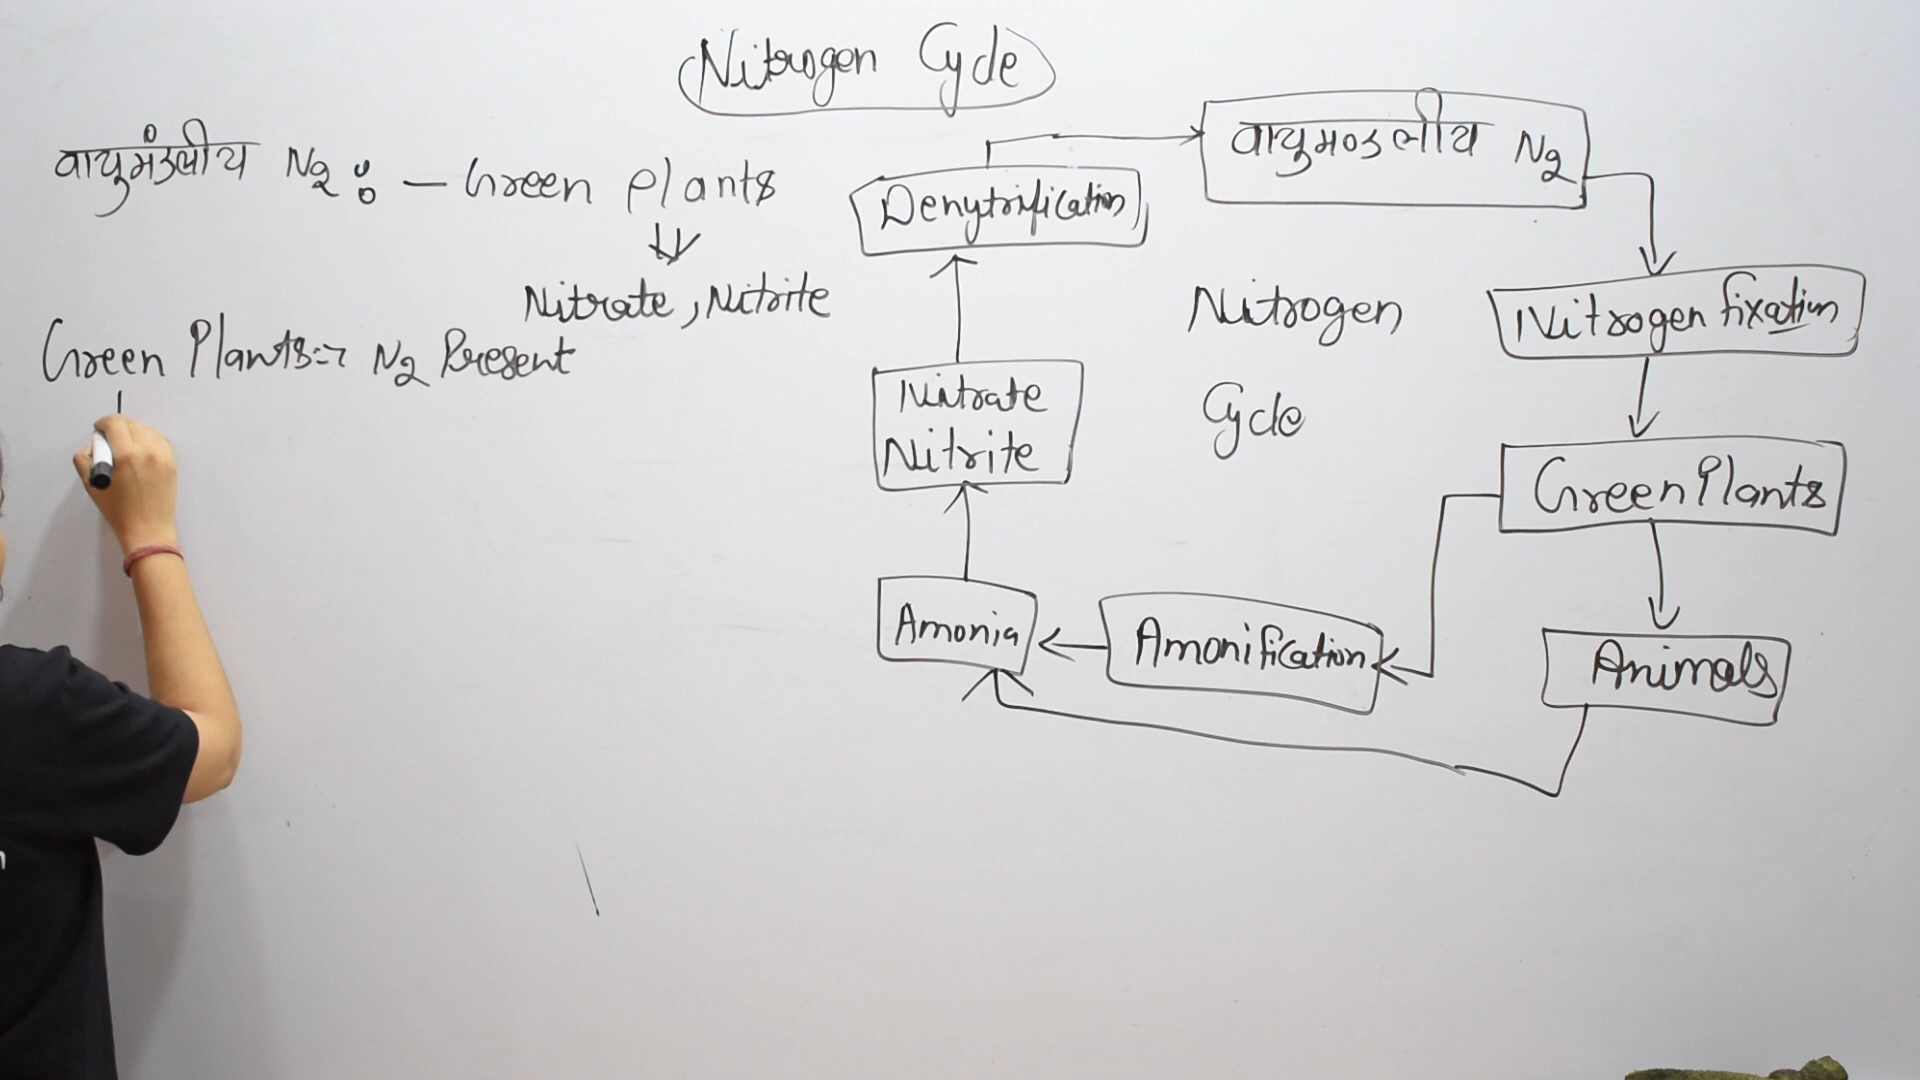 Nitrogen Cycle
वायुमंडलीय N2 : — Green plants
Nitrate, Nitrite
Green Plants :- N2 Present
वायुमण्डलीय N2
Nitrogen fixation
Green Plants
Animals
Amonification
Amonia
Nitrate
Nitrite
Denytrification
Nitrogen
Cycle